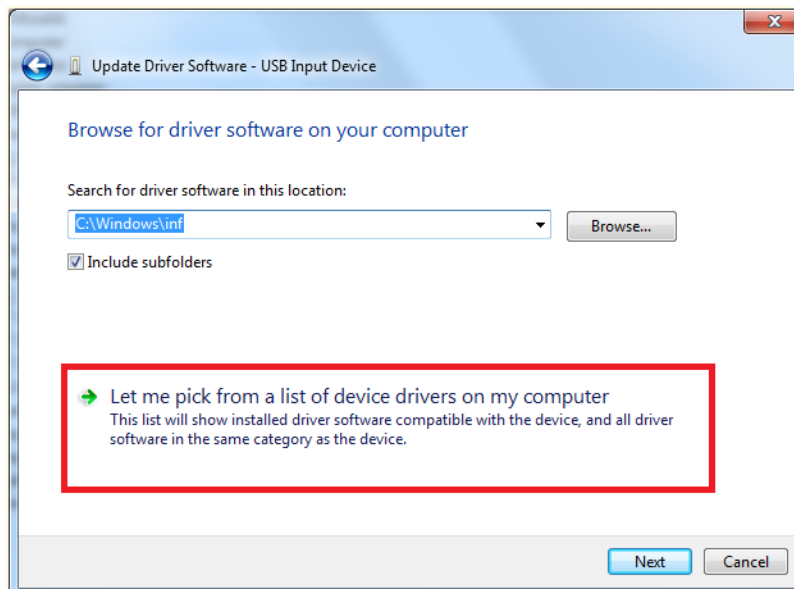 Update Driver Software - USB Input Device
Browse for driver software on your computer
Search for driver software in this location:
C:\Windows\inf
Browse...
Include subfolders
Let me pick from a list of device drivers on my computer
This list will show installed driver software compatible with the device, and all driver
software in the same category as the device.
Next
Cancel